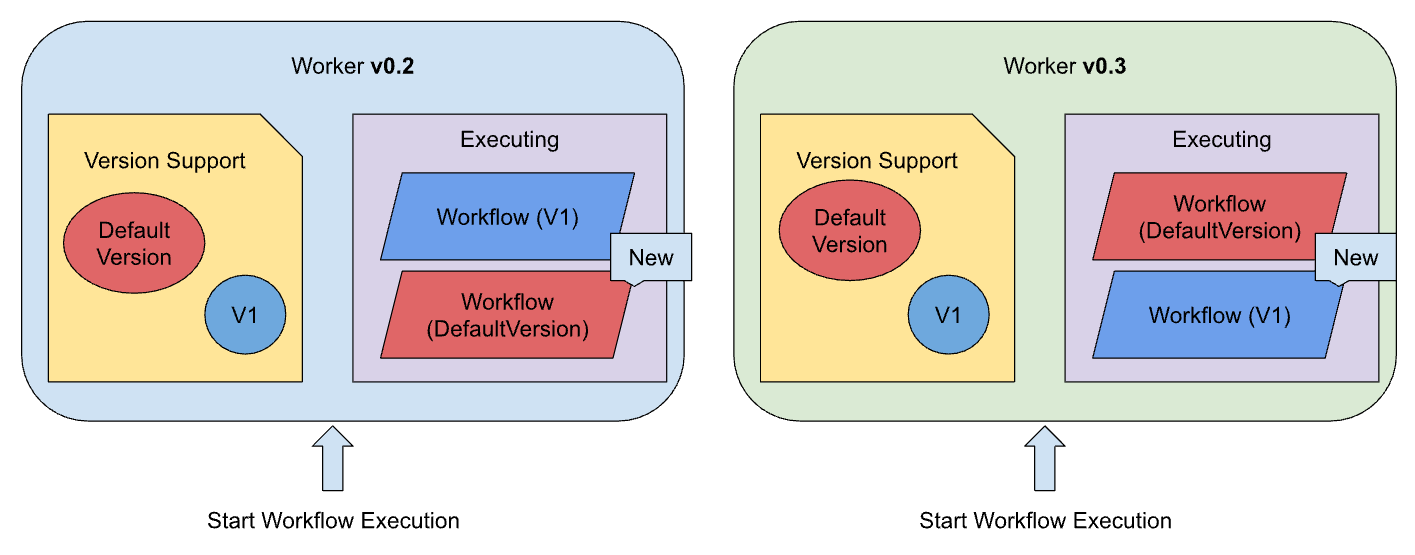 Worker v0.2
Version Support
Default
Version
V1
Executing
Workflow (V1)
New
Workflow
(DefaultVersion)
Start Workflow Execution
Worker v0.3
Version Support
Default
Version
V1
Executing
Workflow
(DefaultVersion)
New
Workflow (V1)
Start Workflow Execution